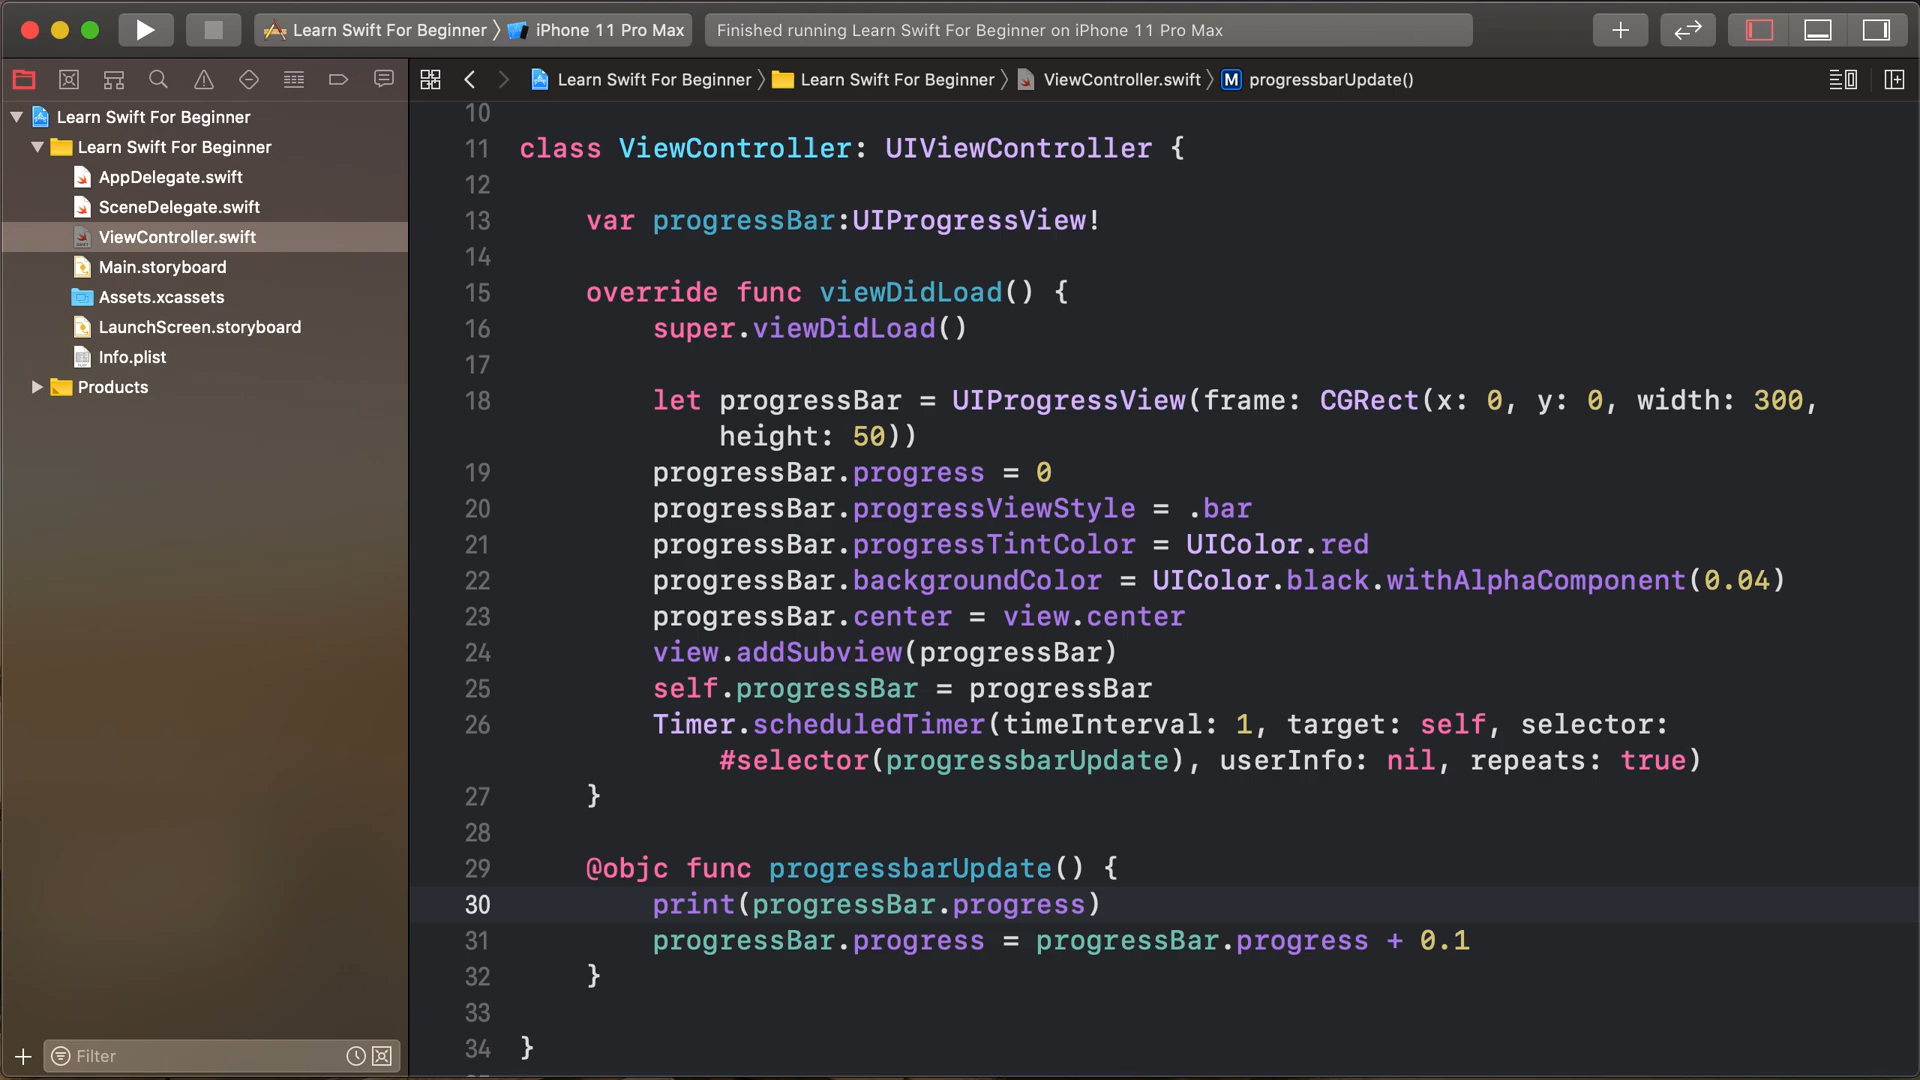 Learn Swift For Beginner iPhone 11 Pro Max
Finished running Learn Swift For Beginner on iPhone 11 Pro Max
Learn Swift For Beginner Learn Swift For Beginner ViewController.swift M progressbarUpdate()
Learn Swift For Beginner
Learn Swift For Beginner
AppDelegate.swift
SceneDelegate.swift
ViewController.swift
Main.storyboard
Assets.xcassets
LaunchScreen.storyboard
Info.plist
Products
Filter
10
11 class ViewController: UIViewController {
12
13 var progressBar:UIProgressView!
14
15 override func viewDidLoad() {
16 super.viewDidLoad()
17
18 let progressBar = UIProgressView(frame: CGRect(x: 0, y: 0, width: 300,
height: 50))
19 progressBar.progress = 0
20 progressBar.progressViewStyle = .bar
21 progressBar.progressTintColor = UIColor.red
22 progressBar.backgroundColor = UIColor.black.withAlphaComponent(0.04)
23 progressBar.center = view.center
24 view.addSubview(progressBar)
25 self.progressBar = progressBar
26 Timer.scheduledTimer(timeInterval: 1, target: self, selector:
#selector(progressbarUpdate), userInfo: nil, repeats: true)
27 }
28
29 @objc func progressbarUpdate() {
30 print(progressBar.progress)
31 progressBar.progress = progressBar.progress + 0.1
32 }
33
34 }